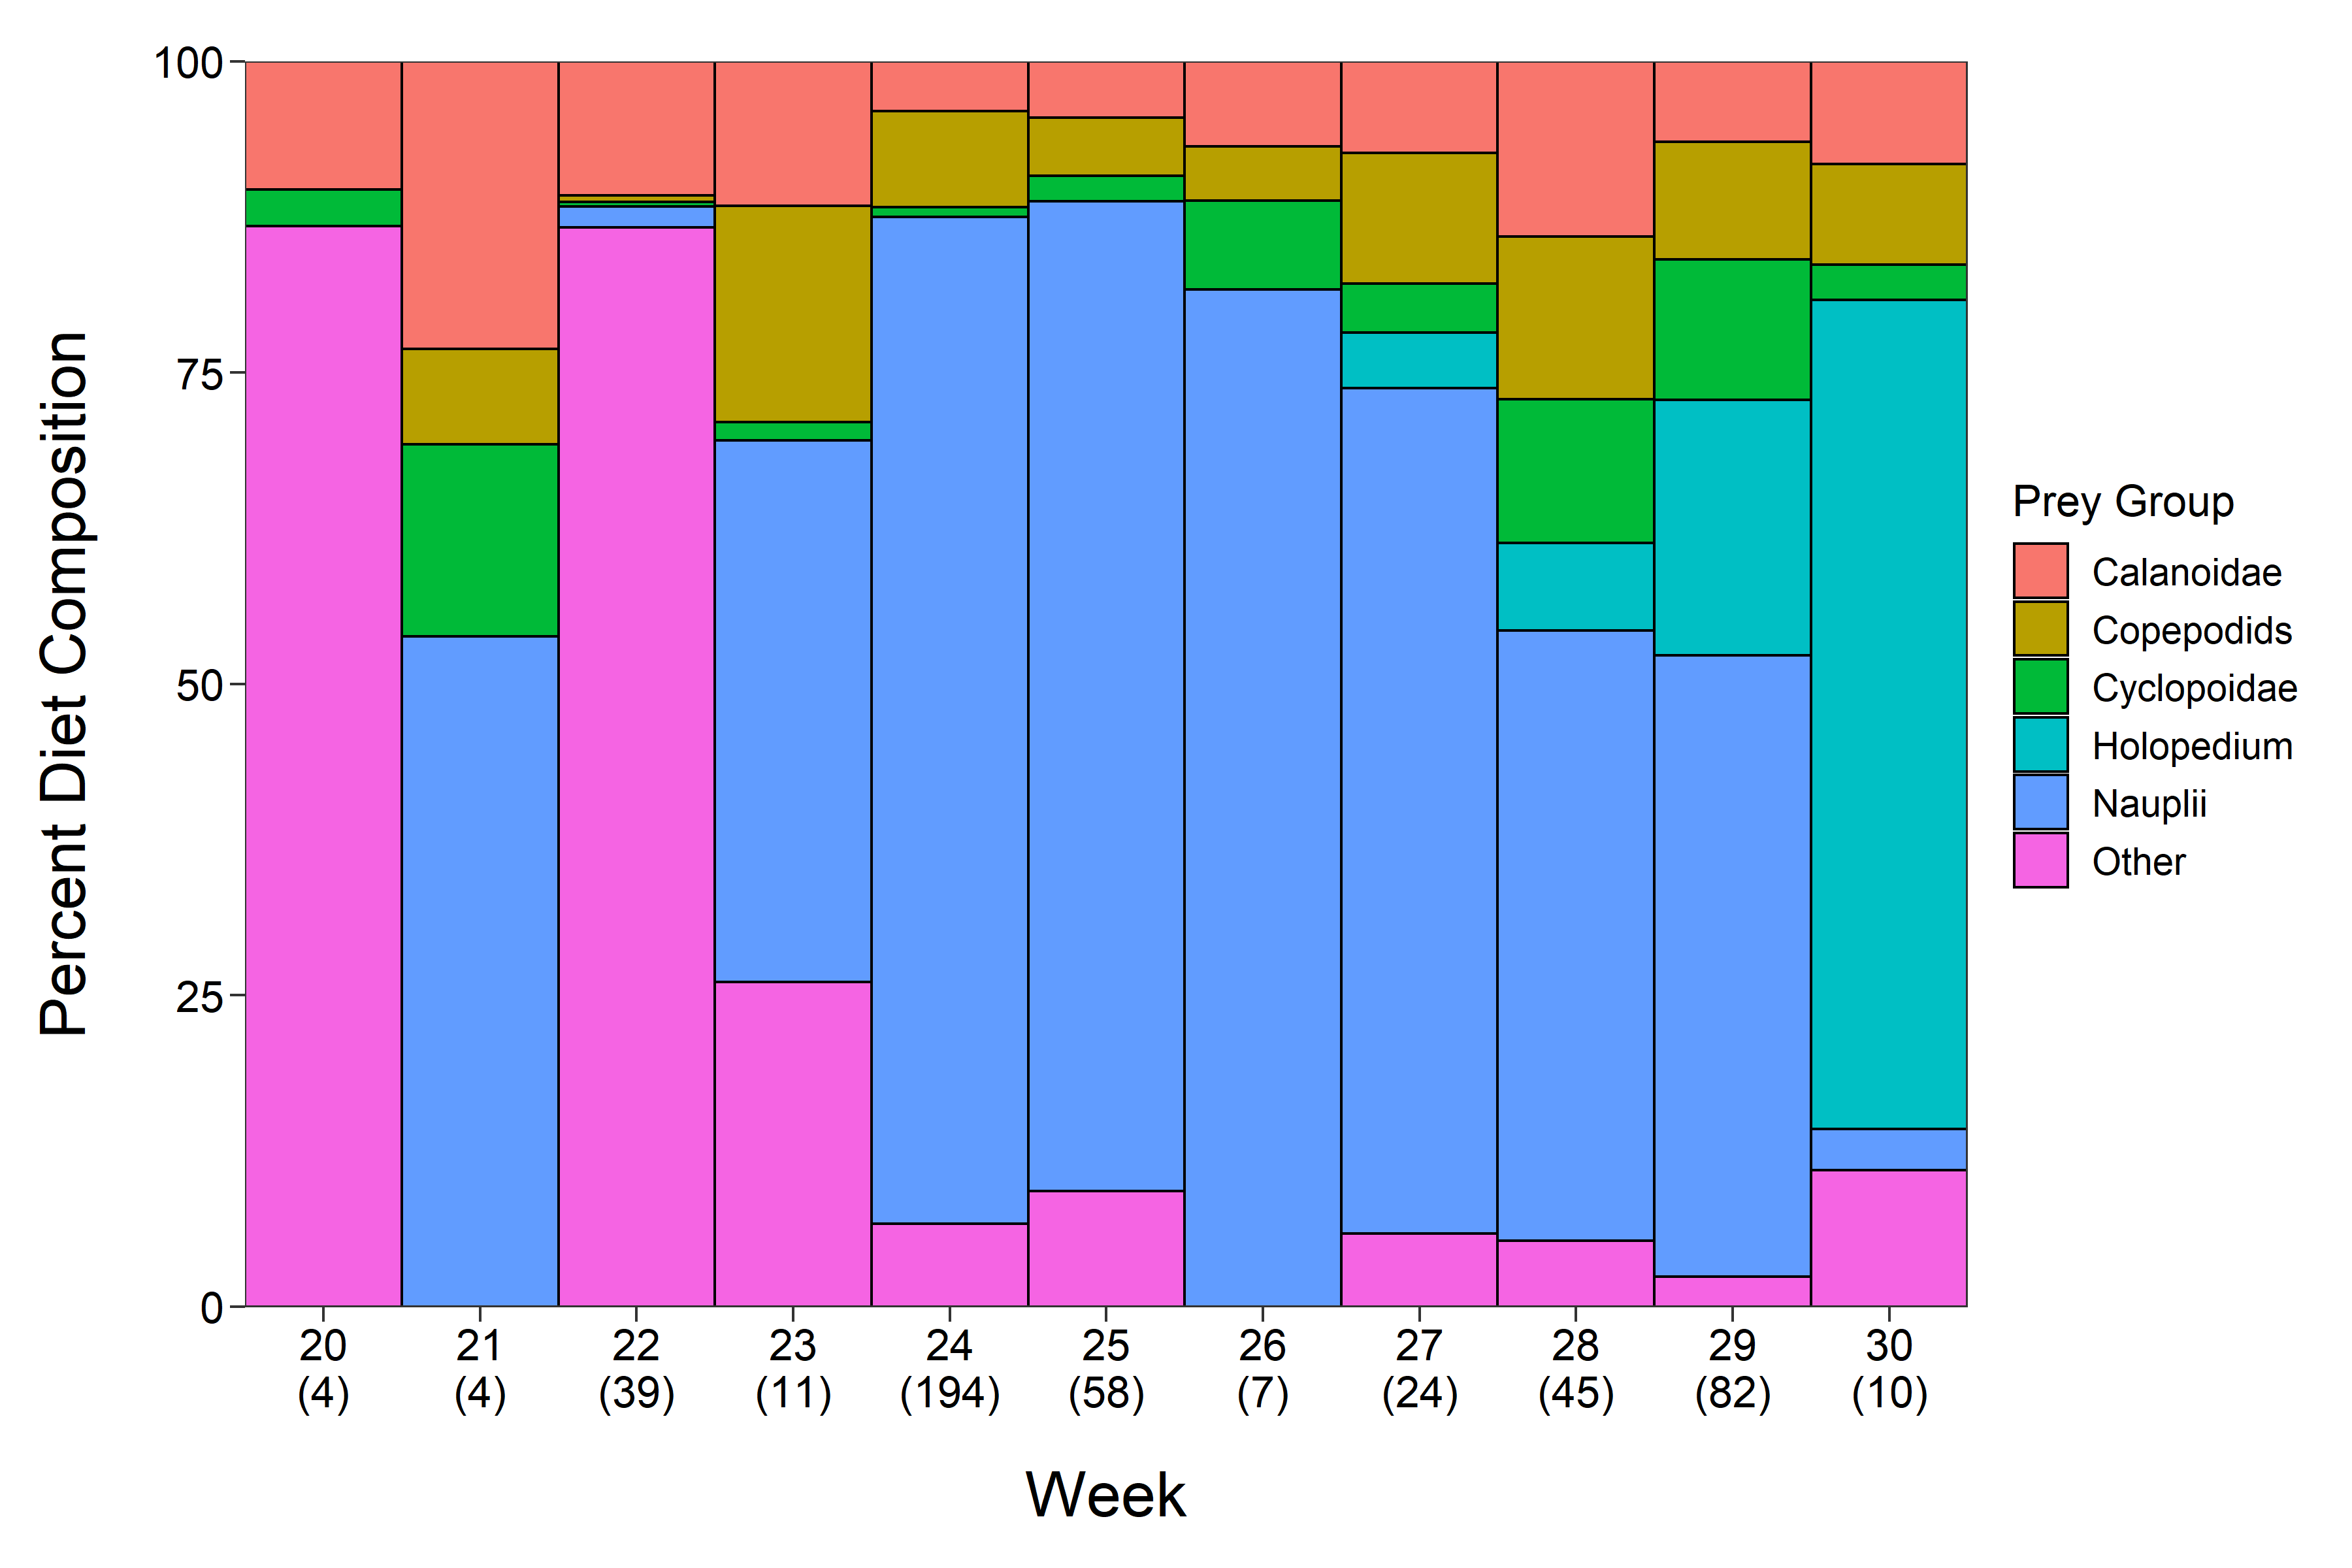 100
75
50
25
0
Percent Diet Composition
20 21 22 23 24 25 26 27 28 29 30
(4) (4) (39) (11) (194) (58) (7) (24) (45) (82) (10)
Week
Prey Group
Calanoidae
Copepodids
Cyclopoidae
Holopedium
Nauplii
Other